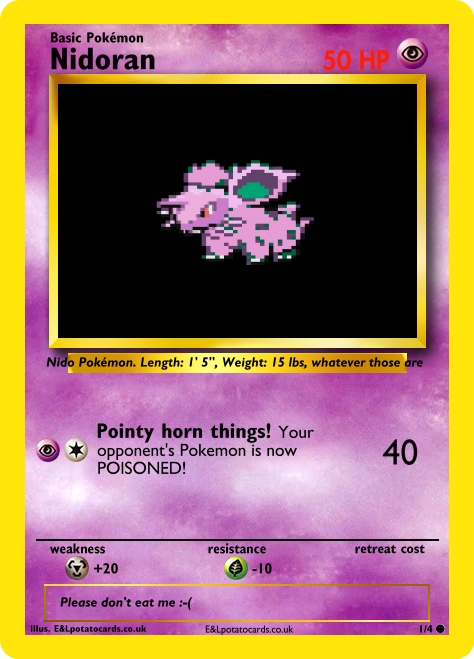 Basic Pokémon
Nidoran 50 HP
Nido Pokémon. Length: 1' 5", Weight: 15 lbs, whatever those are
Pointy horn things! Your
opponent's Pokemon is now
POISONED!
40
weakness resistance retreat cost
+20 -10
Please don't eat me :-(
Illus. E&Lpotatocards.co.uk E&Lpotatocards.co.uk 1/4